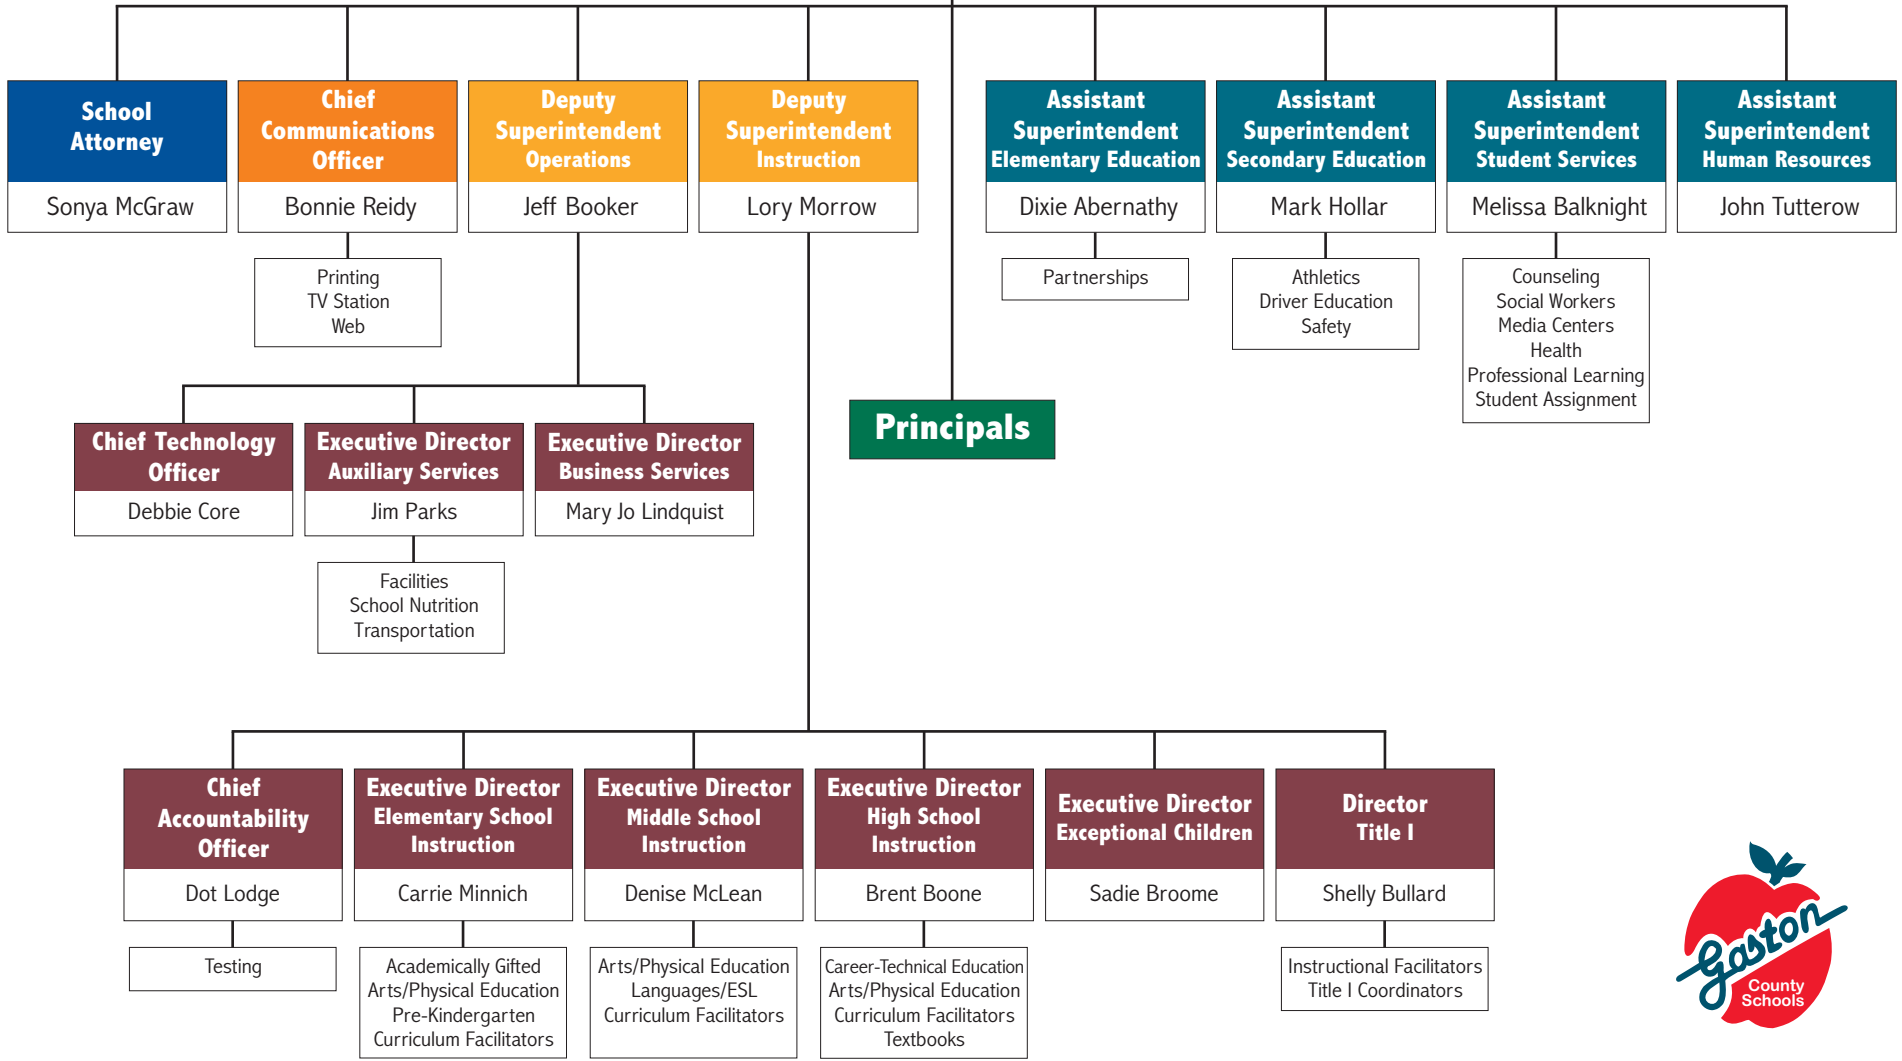 School
Attorney
Sonya McGraw
Chief
Communications
Officer
Bonnie Reidy
Printing
TV Station
Web
Deputy
Superintendent
Operations
Jeff Booker
Deputy
Superintendent
Instruction
Lory Morrow
Assistant
Superintendent
Elementary Education
Dixie Abernathy
Partnerships
Assistant
Superintendent
Secondary Education
Mark Hollar
Athletics
Driver Education
Safety
Assistant
Superintendent
Student Services
Melissa Balknight
Counseling
Social Workers
Media Centers
Health
Professional Learning
Student Assignment
Assistant
Superintendent
Human Resources
John Tutterow
Principals
Chief Technology
Officer
Debbie Core
Executive Director
Auxiliary Services
Jim Parks
Facilities
School Nutrition
Transportation
Executive Director
Business Services
Mary Jo Lindquist
Chief
Accountability
Officer
Dot Lodge
Testing
Executive Director
Elementary School
Instruction
Carrie Minnich
Academically Gifted
Arts/Physical Education
Pre-Kindergarten
Curriculum Facilitators
Executive Director
Middle School
Instruction
Denise McLean
Arts/Physical Education
Languages/ESL
Curriculum Facilitators
Executive Director
High School
Instruction
Brent Boone
Career-Technical Education
Arts/Physical Education
Curriculum Facilitators
Textbooks
Executive Director
Exceptional Children
Sadie Broome
Director
Title I
Shelly Bullard
Instructional Facilitators
Title I Coordinators
Gaston
County
Schools